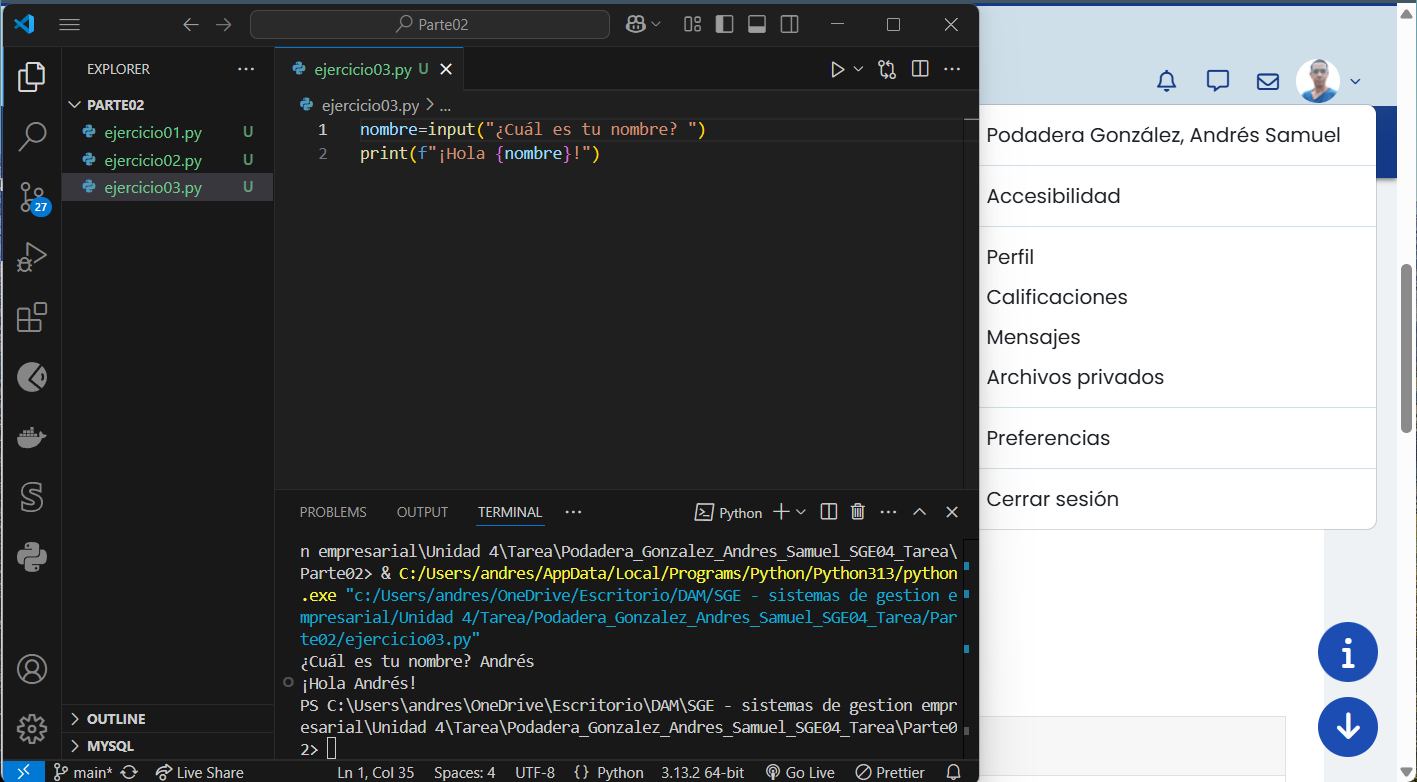 Parte02
EXPLORER
PARTE02
ejercicio01.py U
ejercicio02.py U
ejercicio03.py U
27
OUTLINE
MYSQL
ejercicio03.py U
ejercicio03.py > ...
1 nombre=input("¿Cuál es tu nombre? ")
2 print(f"¡Hola {nombre}!")
PROBLEMS OUTPUT TERMINAL ...
Python
n empresarial\Unidad 4\Tarea\Podadera_Gonzalez_Andres_Samuel_SGE04_Tarea\
Parte02> & C:/Users/andres/AppData/Local/Programs/Python/Python313/python
.exe "c:/Users/andres/OneDrive/Escritorio/DAM/SGE - sistemas de gestion e
mpresarial/Unidad 4/Tarea/Podadera_Gonzalez_Andres_Samuel_SGE04_Tarea/Par
te02/ejercicio03.py"
¿Cuál es tu nombre? Andrés
¡Hola Andrés!
PS C:\Users\andres\OneDrive\Escritorio\DAM\SGE - sistemas de gestion empr
esarial\Unidad 4\Tarea\Podadera_Gonzalez_Andres_Samuel_SGE04_Tarea\Parte0
2>
main* Live Share Ln 1, Col 35 Spaces: 4 UTF-8 {} Python 3.13.2 64-bit Go Live Prettier
Podadera González, Andrés Samuel
Accesibilidad
Perfil
Calificaciones
Mensajes
Archivos privados
Preferencias
Cerrar sesión